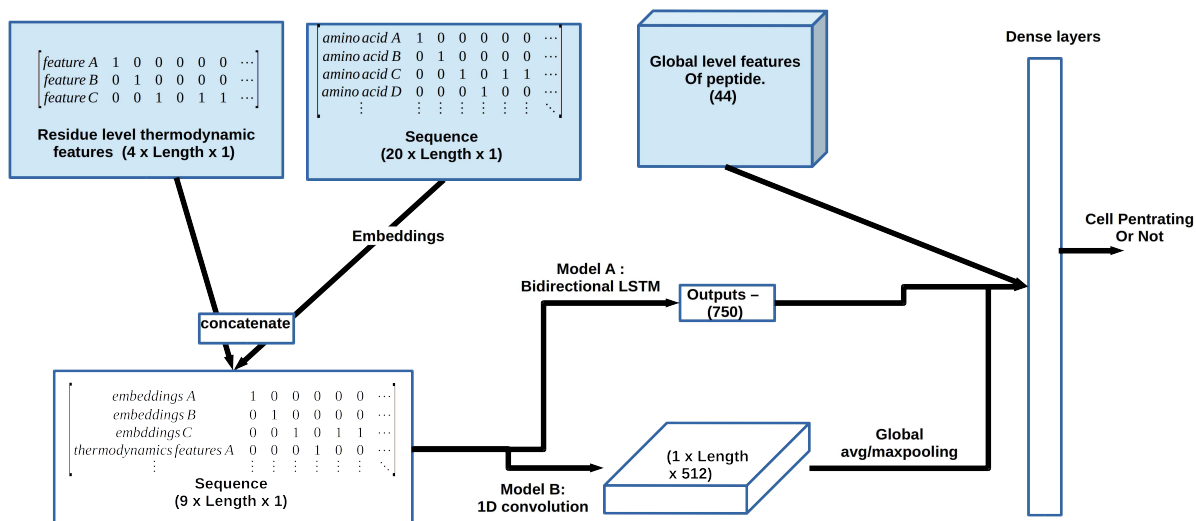 feature A 1 0 0 0 0 0 ⋯
feature B 0 1 0 0 0 0 ⋯
feature C 0 0 1 0 1 1 ⋯
Residue level thermodynamic
features (4 x Length x 1)
amino acid A 1 0 0 0 0 0 ⋯
amino acid B 0 1 0 0 0 0 ⋯
amino acid C 0 0 1 0 1 1 ⋯
amino acid D 0 0 0 1 0 0 ⋯
⋮ ⋮ ⋮ ⋮ ⋮ ⋮ ⋮ ⋱
Sequence
(20 x Length x 1)
Global level features
Of peptide.
(44)
Dense layers
Cell Pentrating
Or Not
Embeddings
concatenate
Model A :
Bidirectional LSTM
Outputs –
(750)
embeddings A 1 0 0 0 0 0 ⋯
embeddings B 0 1 0 0 0 0 ⋯
embddings C 0 0 1 0 1 1 ⋯
thermodynamics features A 0 0 0 1 0 0 ⋯
⋮ ⋮ ⋮ ⋮ ⋮ ⋮ ⋮ ⋱
Sequence
(9 x Length x 1)
Model B:
1D convolution
(1 x Length
x 512)
Global
avg/maxpooling